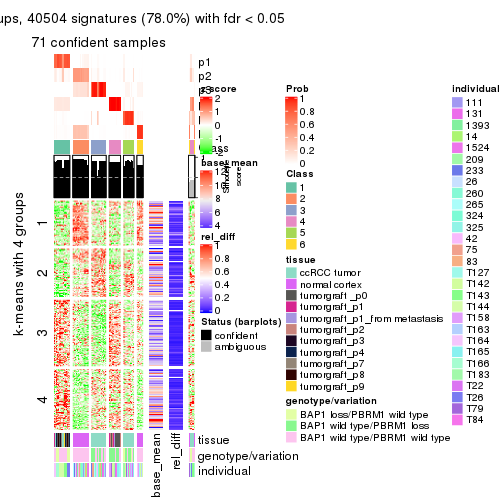 ups, 40504 signatures (78.0%) with fdr < 0.05
71 confident samples
p1
p2
p3
p4
k-means with 4 groups
1
2
3
4
base_mean
rel_diff
tissue
genotype/variation
individual
z-score
2
1
0
-1
-2
Class
Silhouette
score
base_mean
12
10
8
6
4
rel_diff
1
0.8
0.6
0.4
0.2
0
Status (barplots)
confident
ambiguous
Prob
1
0.8
0.6
0.4
0.2
0
Class
1
2
3
4
5
6
tissue
ccRCC tumor
normal cortex
tumorgraft_p0
tumorgraft_p1
tumorgraft_p1_from metastasis
tumorgraft_p2
tumorgraft_p3
tumorgraft_p4
tumorgraft_p7
tumorgraft_p8
tumorgraft_p9
genotype/variation
BAP1 loss/PBRM1 wild type
BAP1 wild type/PBRM1 loss
BAP1 wild type/PBRM1 wild type
individual
111
131
1393
14
1524
209
233
26
260
265
324
325
42
75
83
T127
T142
T143
T144
T158
T163
T164
T165
T166
T183
T22
T26
T79
T84